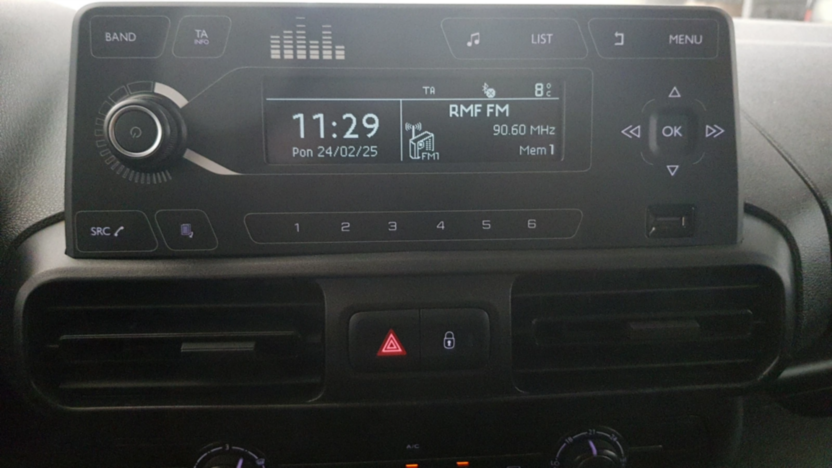 BAND
TA
INFO
LIST
MENU
TA
8°C
11:29
RMF FM
90.60 MHz
Pon 24/02/25
FM1
Mem 1
OK
SRC
1 2 3 4 5 6
A/C